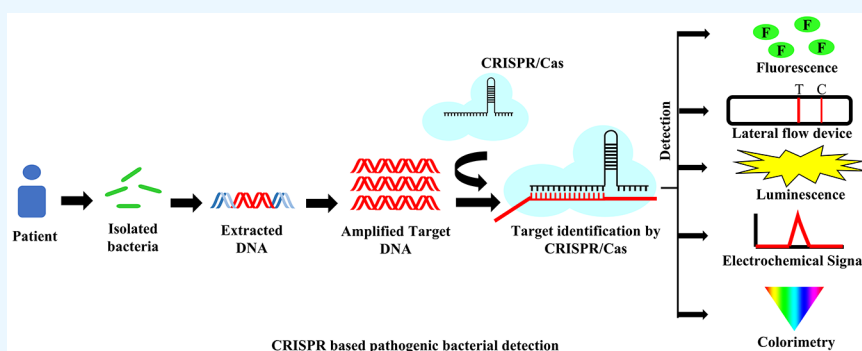 CRISPR/Cas
Patient
Isolated
bacteria
Extracted
DNA
Amplified Target
DNA
Target identification by
CRISPR/Cas
Detection
F
F
F
F
Fluorescence
T C
Lateral flow device
Luminescence
Electrochemical Signal
Colorimetry
CRISPR based pathogenic bacterial detection